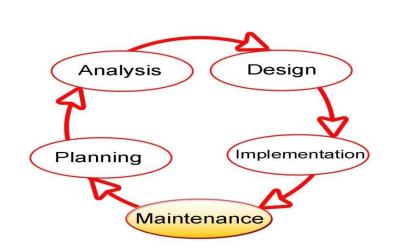 Analysis
Design
Planning
Implementation
Maintenance